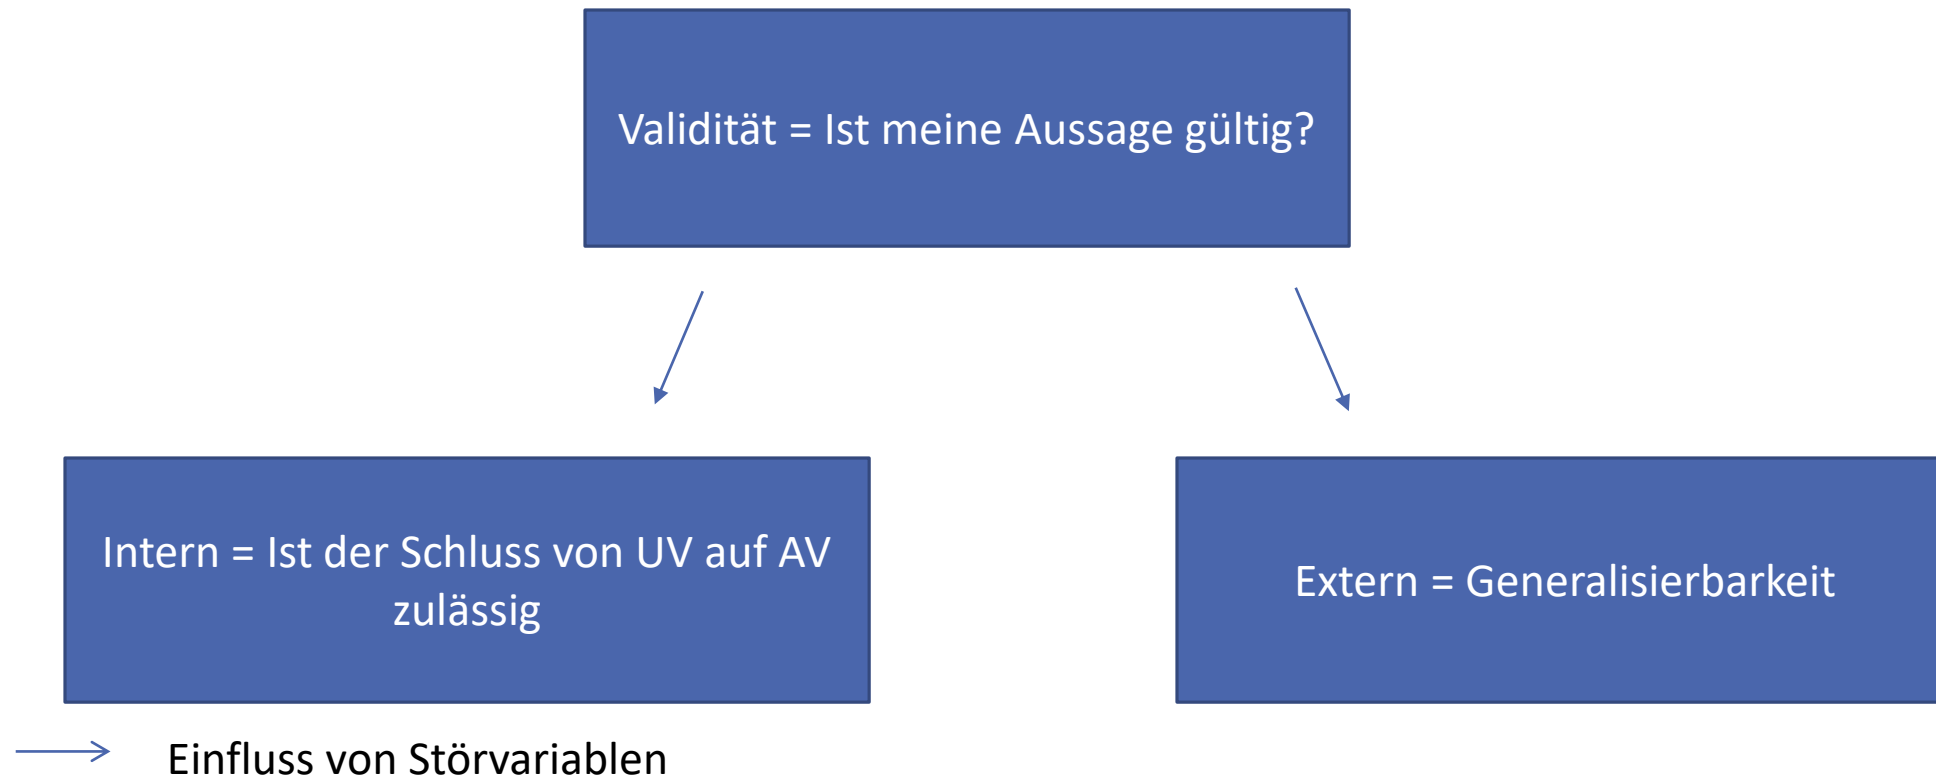 Validität = Ist meine Aussage gültig?
Intern = Ist der Schluss von UV auf AV
zulässig
Extern = Generalisierbarkeit
Einfluss von Störvariablen